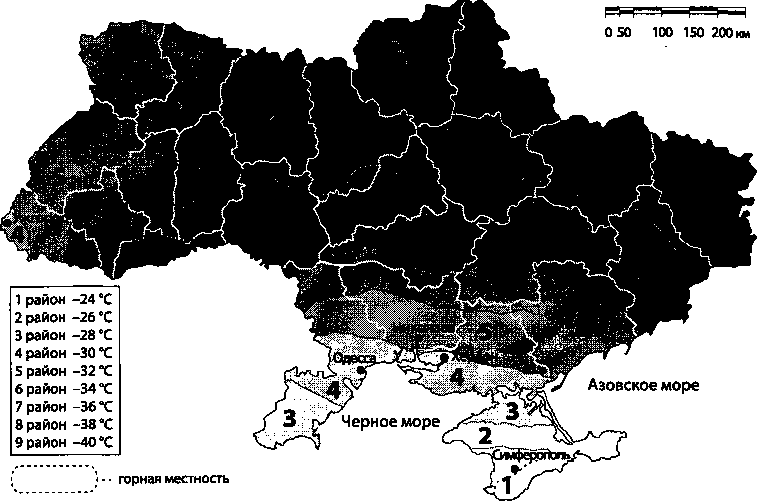 0 50 100 150 200 км
Одесса
5
4
4
Азовское море
3
3
Черное море
2
Симферополь
1
1 район –24 °C
2 район –26 °C
3 район –28 °C
4 район –30 °C
5 район –32 °C
6 район –34 °C
7 район –36 °C
8 район –38 °C
9 район –40 °C
горная местность